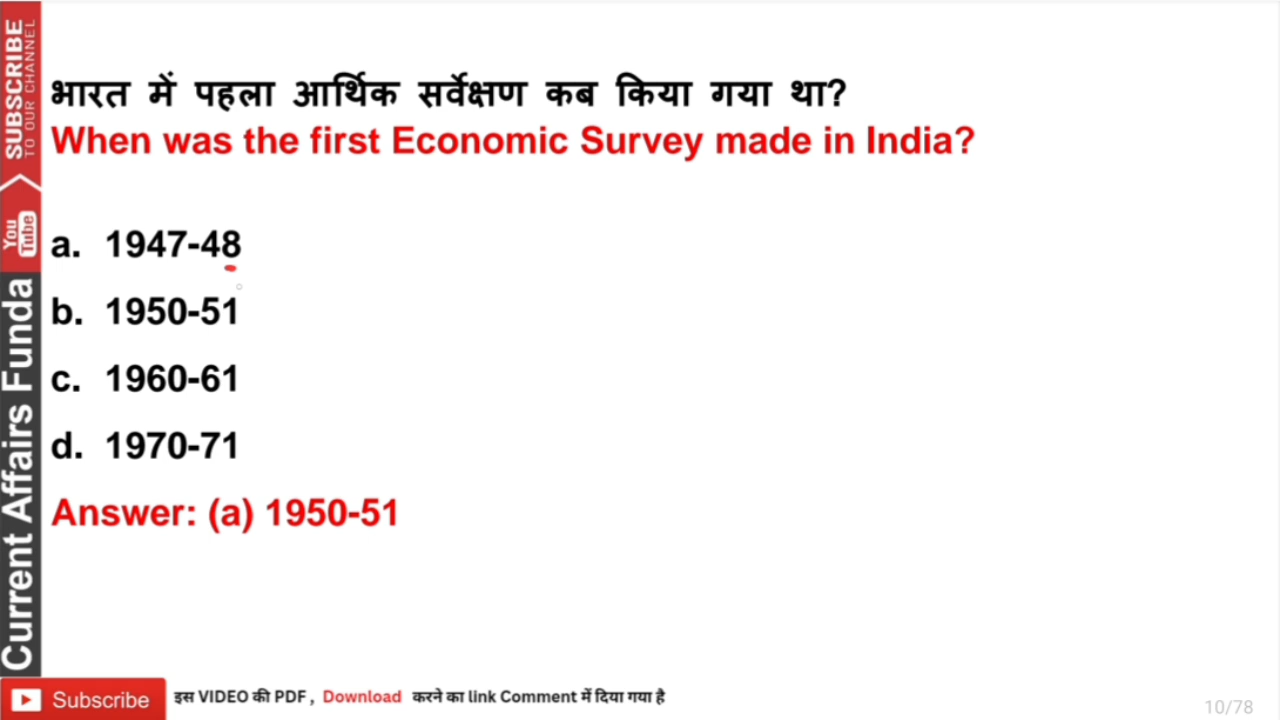 SUBSCRIBE
TO OUR CHANNEL
You Tube
Current Affairs Funda
भारत में पहला आर्थिक सर्वेक्षण कब किया गया था?
When was the first Economic Survey made in India?
a. 1947-48
b. 1950-51
c. 1960-61
d. 1970-71
Answer: (a) 1950-51
Subscribe इस VIDEO की PDF , Download करने का link Comment में दिया गया है
10/78